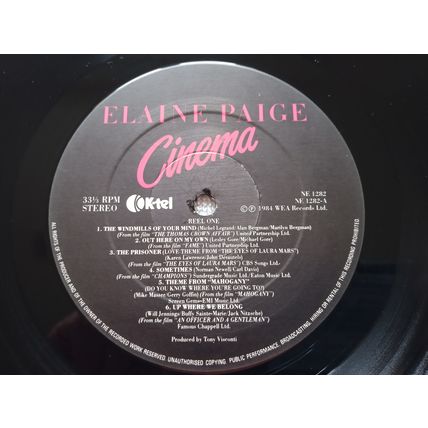 ELAINE PAIGE
Cinema
33⅓ RPM
STEREO
K-tel
NE 1282
NE 1282-A
© ℗ 1984 WEA Records Ltd.
REEL ONE
1. THE WINDMILLS OF YOUR MIND (Michel Legrand/Alan Bergman/Marilyn Bergman)
(From the film "THE THOMAS CROWN AFFAIR") United Partnership Ltd.
2. OUT HERE ON MY OWN (Lesley Gore/Michael Gore)
(From the film "FAME") United Partnership Ltd.
3. THE PRISONER (LOVE THEME FROM "THE EYES OF LAURA MARS")
(Karen Lawrence/John Desautels)
(From the film "THE EYES OF LAURA MARS") CBS Songs Ltd.
4. SOMETIMES (Norman Newell/Carl Davis)
(From the film "CHAMPIONS") Sundergrade Music Ltd./Eaton Music Ltd.
5. THEME FROM "MAHOGANY"
(DO YOU KNOW WHERE YOU'RE GOING TO?)
(Mike Masser/Gerry Goffin) (From the film "MAHOGANY")
Screen Gems-EMI Music Ltd.
6. UP WHERE WE BELONG
(Will Jennings/Buffy Sainte-Marie/Jack Nitzsche)
(From the film "AN OFFICER AND A GENTLEMAN")
Famous Chappell Ltd.
Produced by Tony Visconti
ALL RIGHTS OF THE PRODUCER AND OF THE OWNER OF THE RECORDED WORK RESERVED. UNAUTHORISED COPYING, PUBLIC PERFORMANCE, BROADCASTING, HIRING OR RENTAL OF THIS RECORDING PROHIBITED.